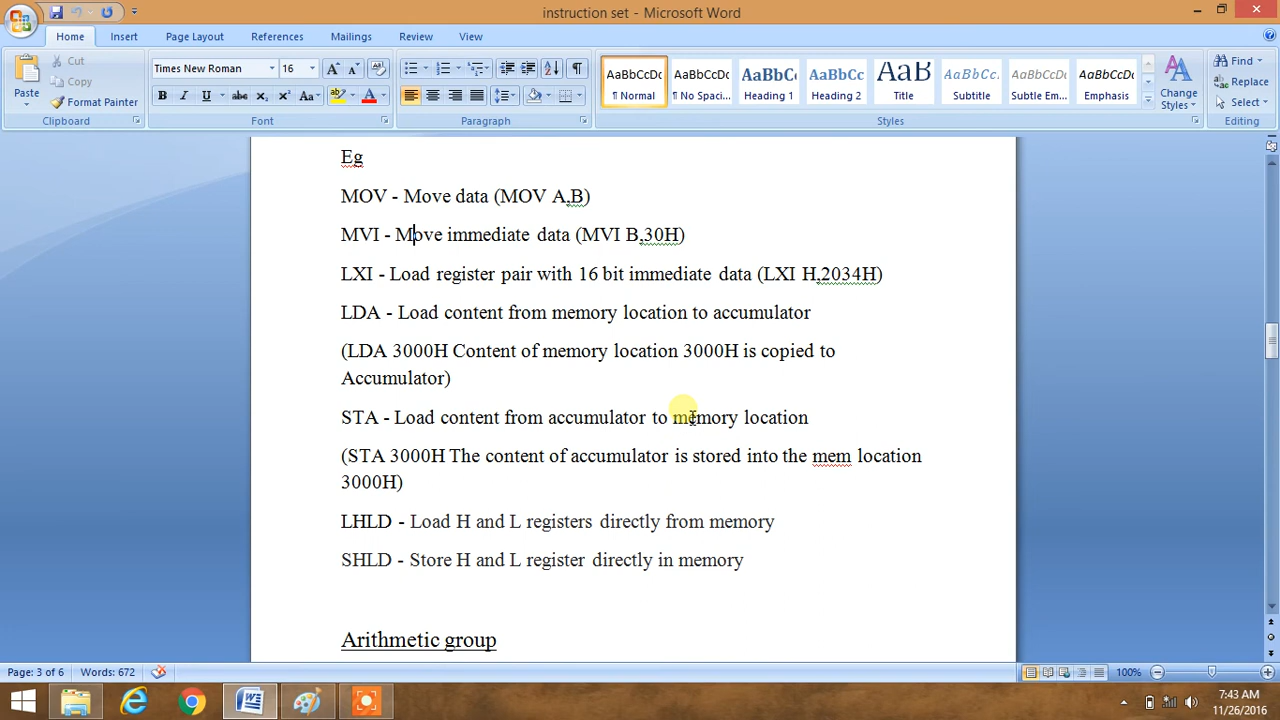 instruction set - Microsoft Word
Home Insert Page Layout References Mailings Review View
Paste
Cut
Copy
Format Painter
Clipboard
Times New Roman 16
Font
Paragraph
AaBbCcDc AaBbCcDc AaBbC AaBbCc AaB AaBbCc. AaBbCcDc AaBbCcDc
¶ Normal ¶ No Spaci... Heading 1 Heading 2 Title Subtitle Subtle Em... Emphasis
Change Styles
Styles
Find
Replace
Select
Editing
Eg
MOV - Move data (MOV A,B)
MVI - Move immediate data (MVI B,30H)
LXI - Load register pair with 16 bit immediate data (LXI H,2034H)
LDA - Load content from memory location to accumulator
(LDA 3000H Content of memory location 3000H is copied to
Accumulator)
STA - Load content from accumulator to memory location
(STA 3000H The content of accumulator is stored into the mem location
3000H)
LHLD - Load H and L registers directly from memory
SHLD - Store H and L register directly in memory
Arithmetic group
Page: 3 of 6 Words: 672 100%
7:43 AM
11/26/2016